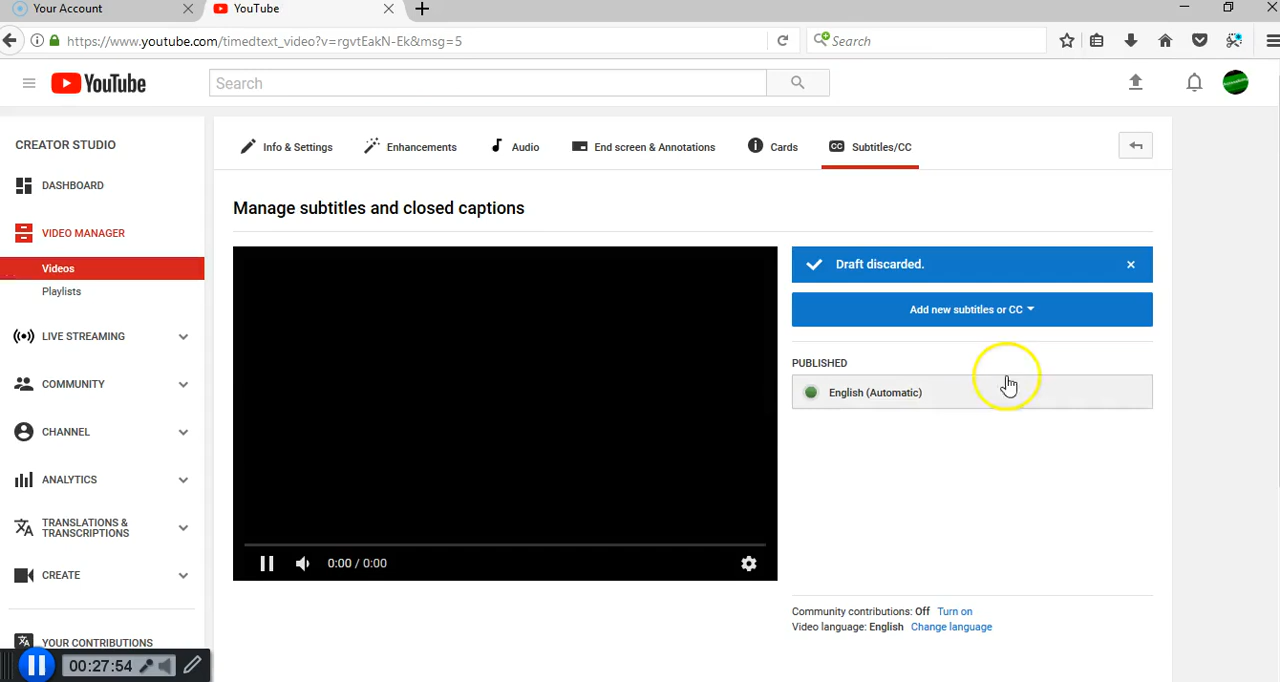 Your Account
YouTube
https://www.youtube.com/timedtext_video?v=rgvtEakN-Ek&msg=5
Search
YouTube
Search
CREATOR STUDIO
DASHBOARD
VIDEO MANAGER
Videos
Playlists
LIVE STREAMING
COMMUNITY
CHANNEL
ANALYTICS
TRANSLATIONS &
TRANSCRIPTIONS
CREATE
YOUR CONTRIBUTIONS
00:27:54
Info & Settings
Enhancements
Audio
End screen & Annotations
Cards
CC Subtitles/CC
Manage subtitles and closed captions
0:00 / 0:00
Draft discarded.
Add new subtitles or CC
PUBLISHED
English (Automatic)
Community contributions: Off Turn on
Video language: English Change language